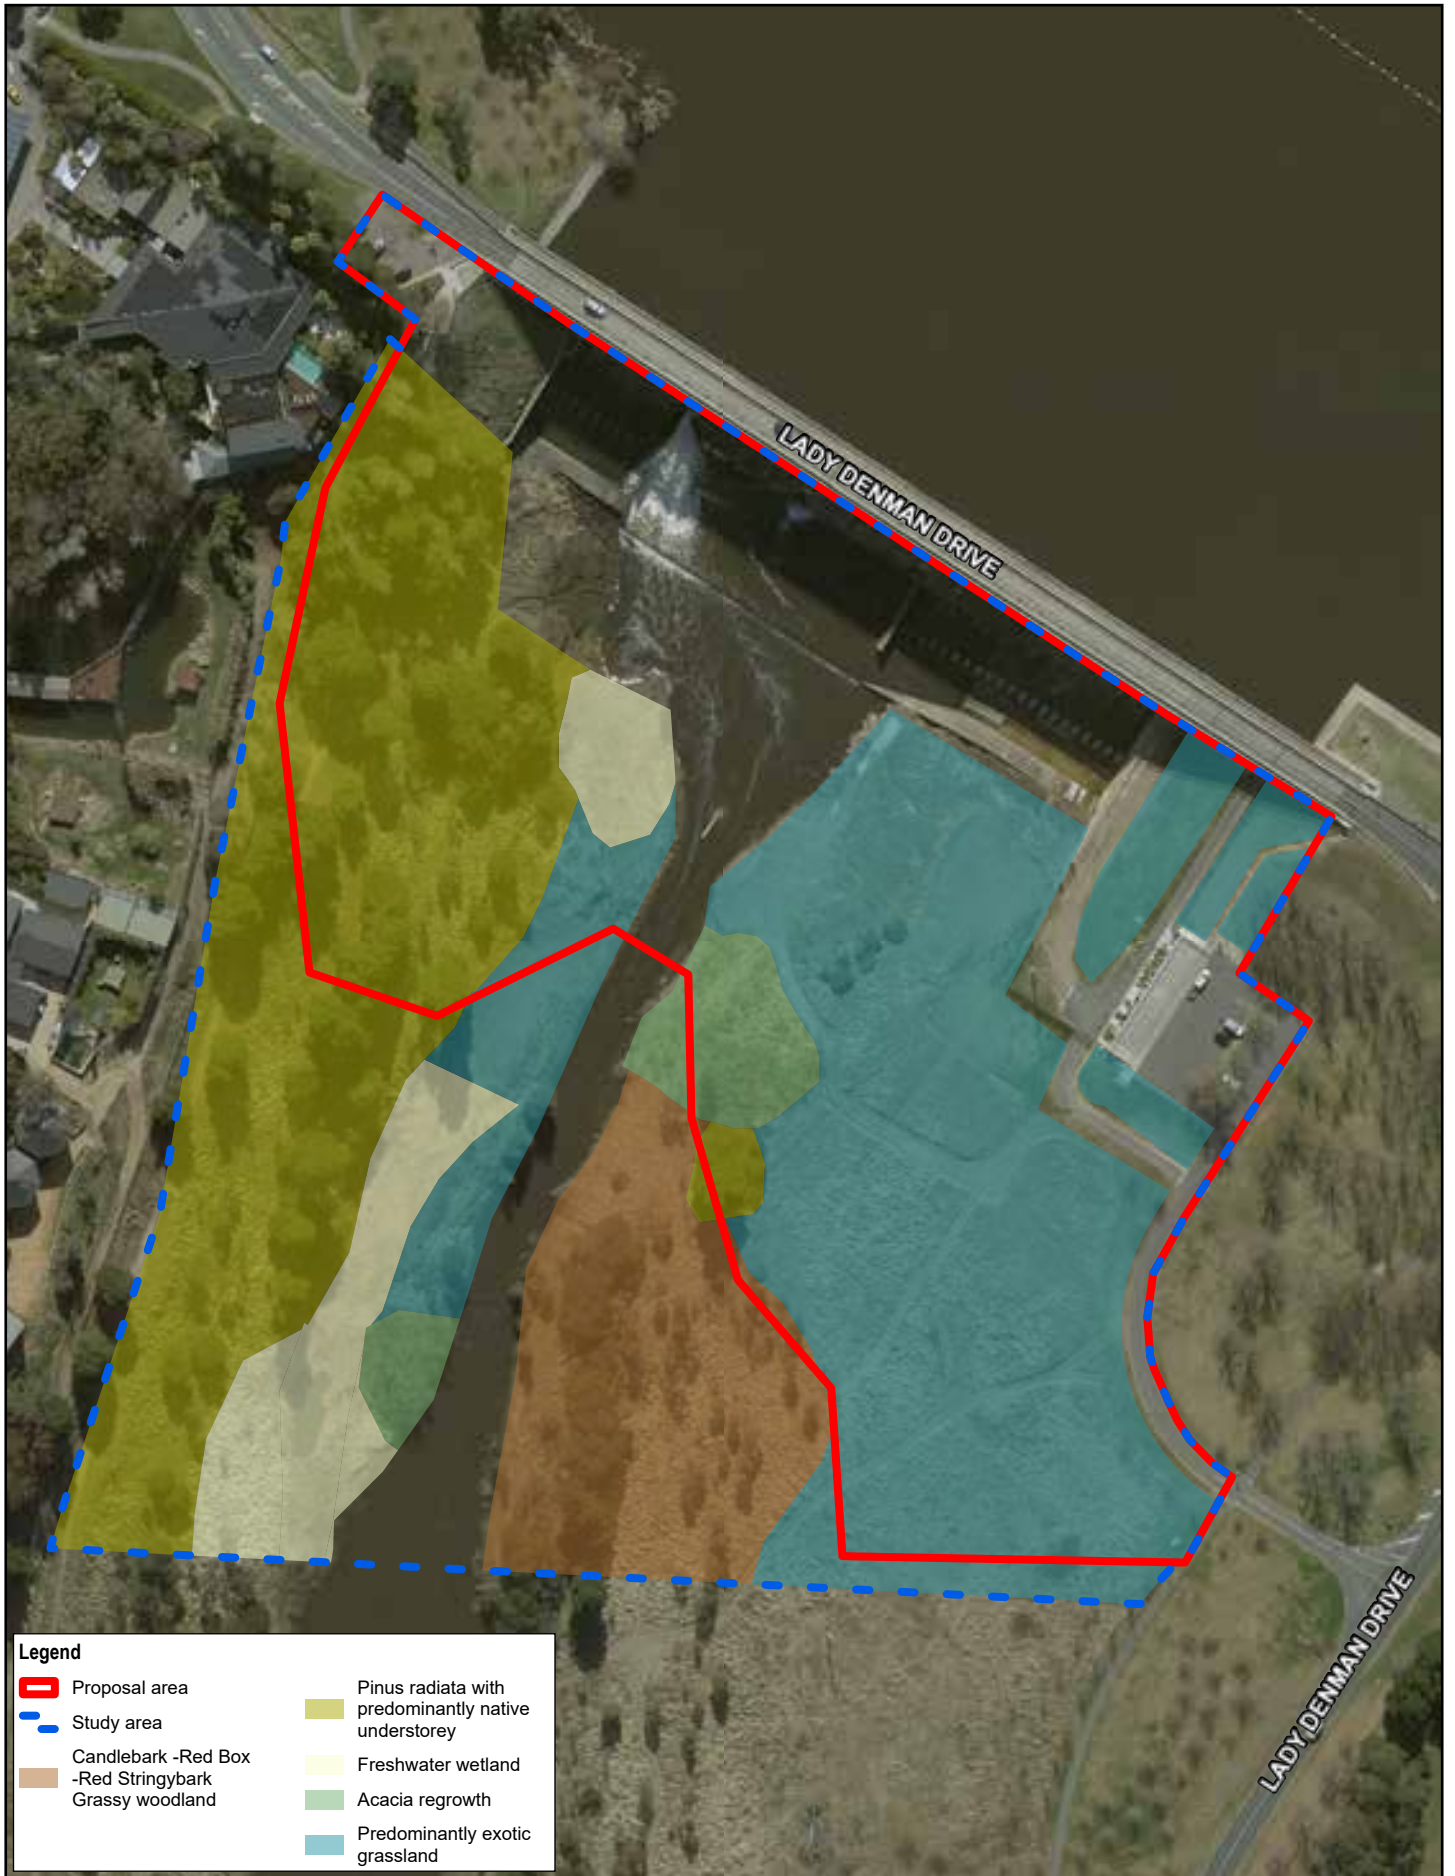 LADY DENMAN DRIVE
LADY DENMAN DRIVE
Legend
Proposal area
Study area
Candlebark -Red Box
-Red Stringybark
Grassy woodland
Pinus radiata with
predominantly native
understorey
Freshwater wetland
Acacia regrowth
Predominantly exotic
grassland